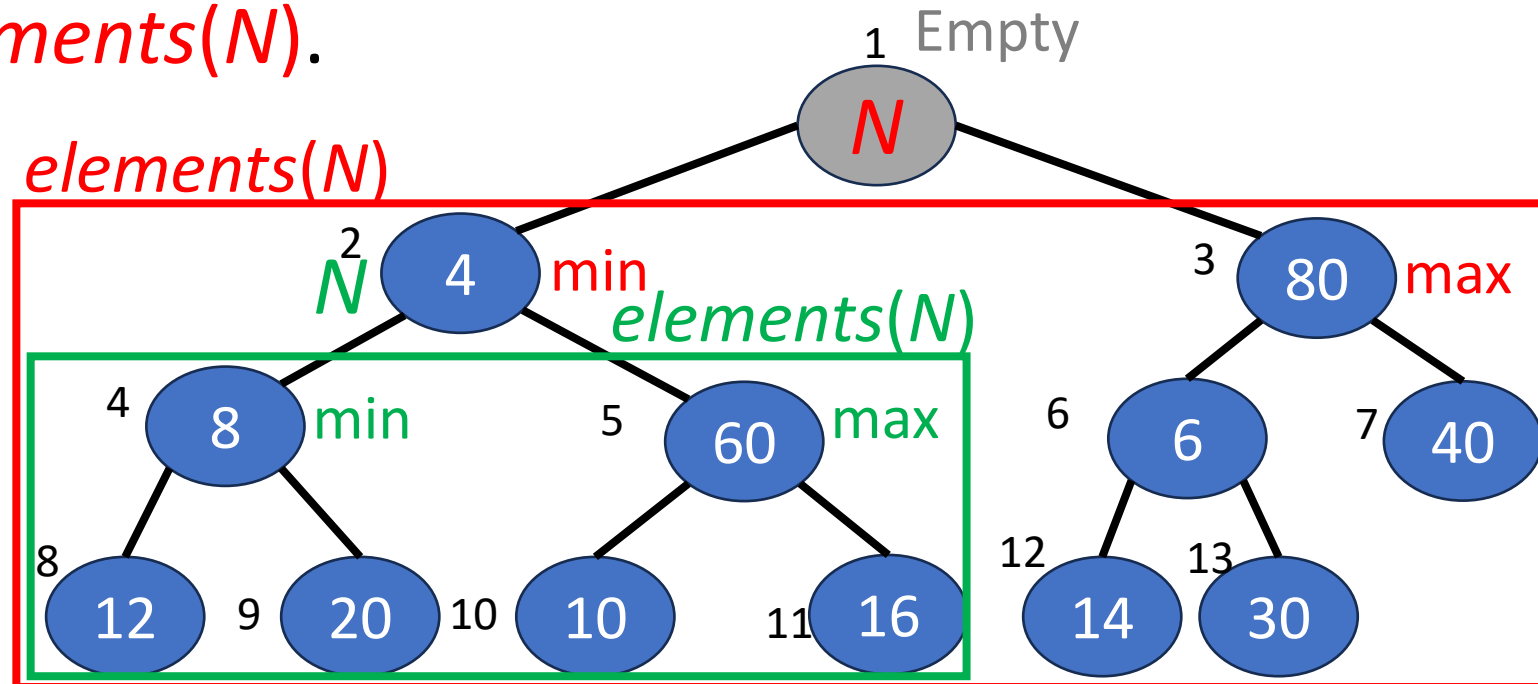 ments(N).
1 Empty
N
elements(N)
2 N 4 min
3 80 max
elements(N)
4 8 min
5 60 max
6 6
7 40
8 12
9 20
10 10
11 16
12 14
13 30